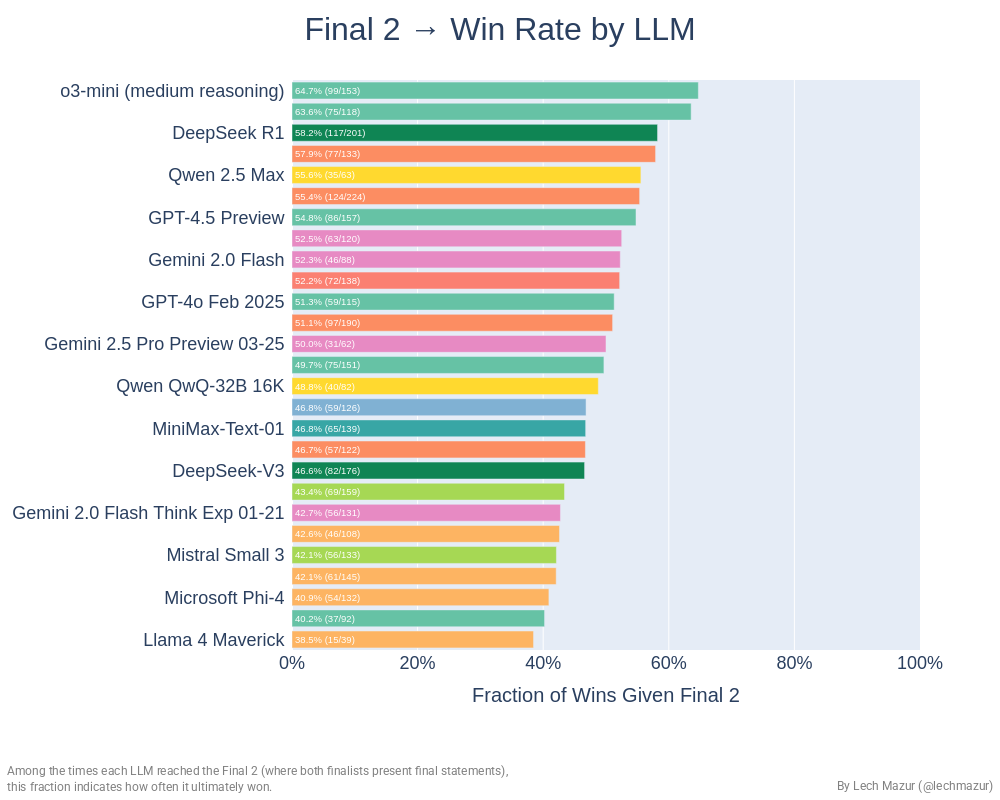 Final 2 → Win Rate by LLM
o3-mini (medium reasoning) 64.7% (99/153)
63.6% (75/118)
DeepSeek R1 58.2% (117/201)
57.9% (77/133)
Qwen 2.5 Max 55.6% (35/63)
55.4% (124/224)
GPT-4.5 Preview 54.8% (86/157)
52.5% (63/120)
Gemini 2.0 Flash 52.3% (46/88)
52.2% (72/138)
GPT-4o Feb 2025 51.3% (59/115)
51.1% (97/190)
Gemini 2.5 Pro Preview 03-25 50.0% (31/62)
49.7% (75/151)
Qwen QwQ-32B 16K 48.8% (40/82)
46.8% (59/126)
MiniMax-Text-01 46.8% (65/139)
46.7% (57/122)
DeepSeek-V3 46.6% (82/176)
43.4% (69/159)
Gemini 2.0 Flash Think Exp 01-21 42.7% (56/131)
42.6% (46/108)
Mistral Small 3 42.1% (56/133)
42.1% (61/145)
Microsoft Phi-4 40.9% (54/132)
40.2% (37/92)
Llama 4 Maverick 38.5% (15/39)
0% 20% 40% 60% 80% 100%
Fraction of Wins Given Final 2
Among the times each LLM reached the Final 2 (where both finalists present final statements),
this fraction indicates how often it ultimately won.
By Lech Mazur (@lechmazur)